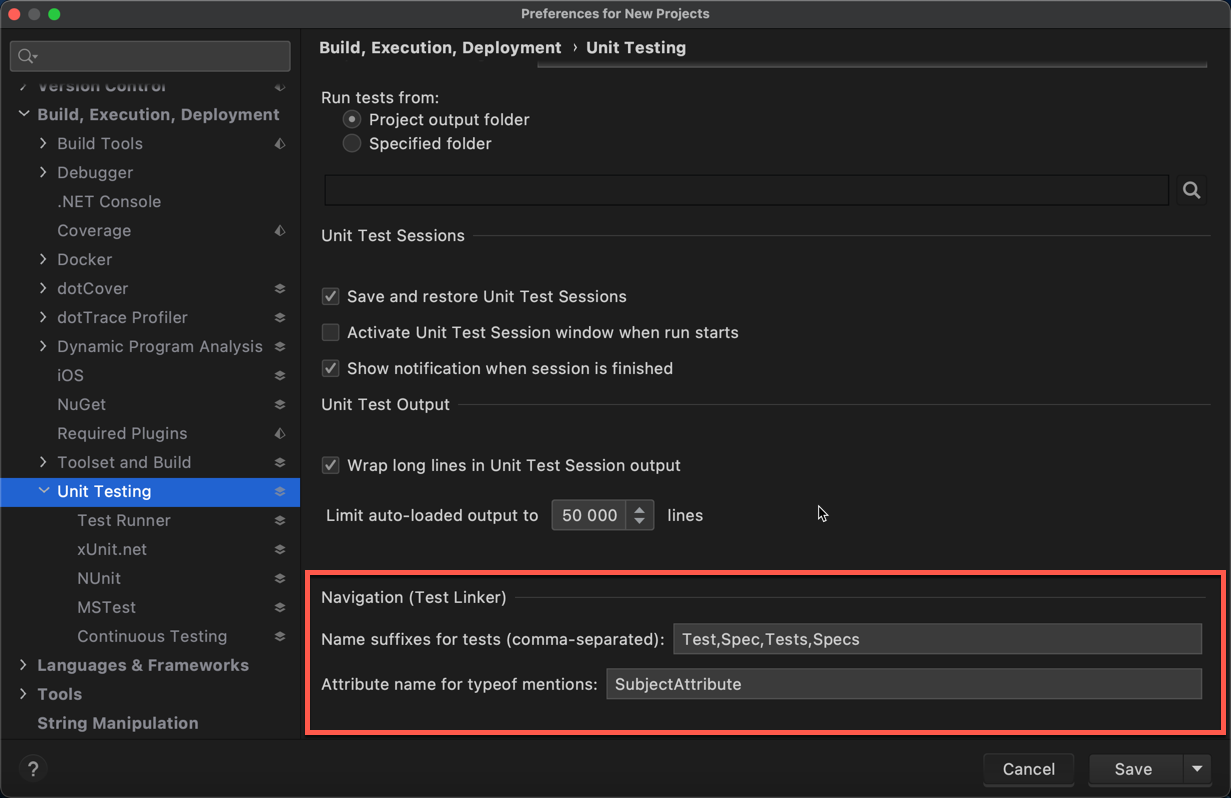 Preferences for New Projects
Version Control
Build, Execution, Deployment
Build Tools
Debugger
.NET Console
Coverage
Docker
dotCover
dotTrace Profiler
Dynamic Program Analysis
iOS
NuGet
Required Plugins
Toolset and Build
Unit Testing
Test Runner
xUnit.net
NUnit
MSTest
Continuous Testing
Languages & Frameworks
Tools
String Manipulation
Build, Execution, Deployment › Unit Testing
Run tests from:
Project output folder
Specified folder
Unit Test Sessions
Save and restore Unit Test Sessions
Activate Unit Test Session window when run starts
Show notification when session is finished
Unit Test Output
Wrap long lines in Unit Test Session output
Limit auto-loaded output to 50 000 lines
Navigation (Test Linker)
Name suffixes for tests (comma-separated): Test,Spec,Tests,Specs
Attribute name for typeof mentions: SubjectAttribute
?
Cancel Save